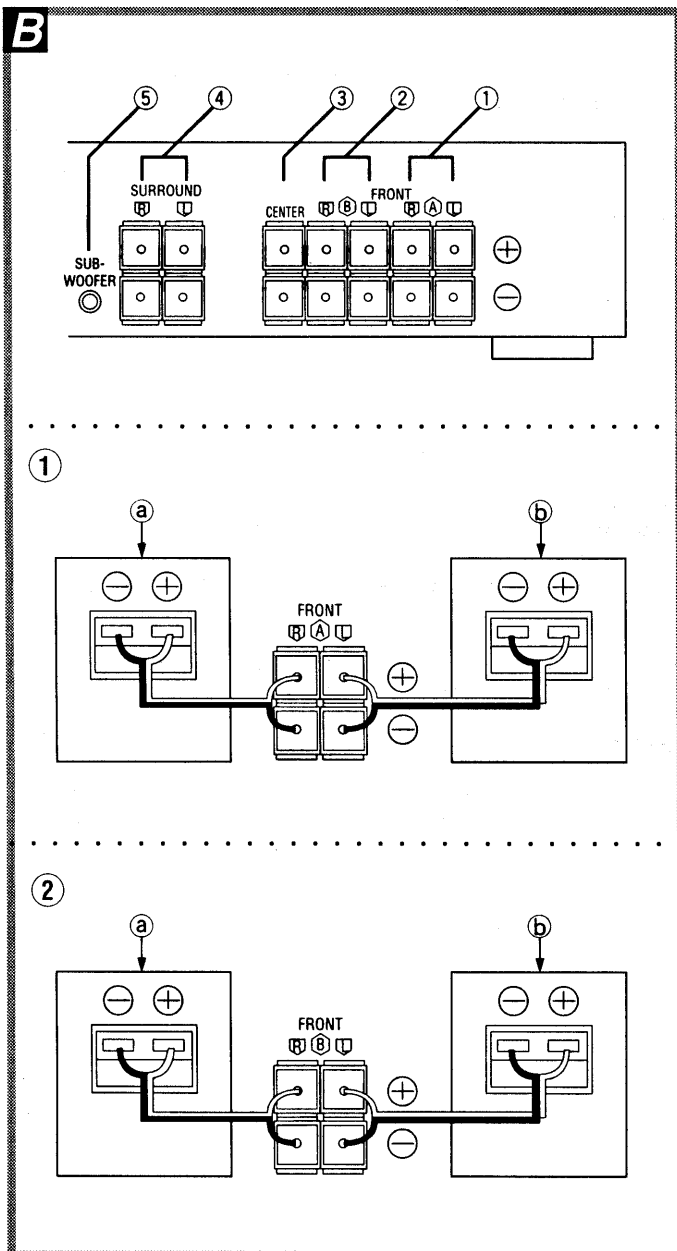 B
⑤ ④ ③ ② ①
SURROUND
R L
CENTER
FRONT
R B L R A L
SUB-
WOOFER
+
−
①
ⓐ ⓑ
− + − +
FRONT
R A L
+
−
②
ⓐ ⓑ
− + − +
FRONT
R B L
+
−